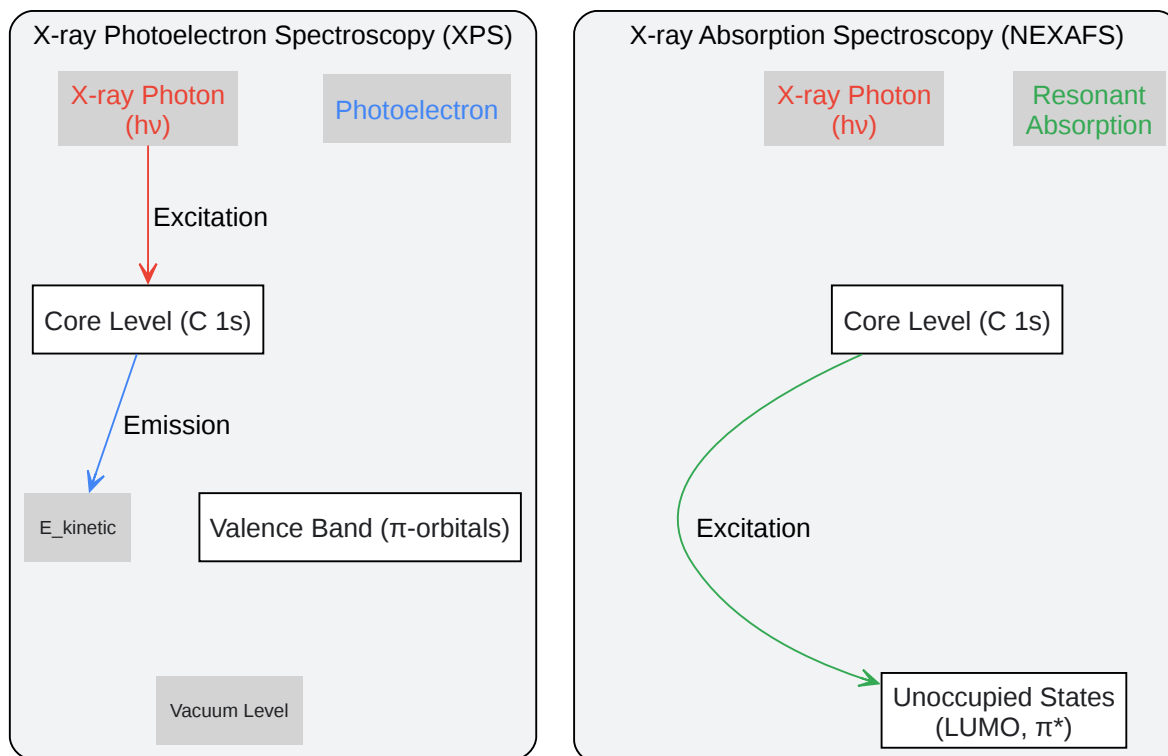 X-ray Photoelectron Spectroscopy (XPS)
X-ray Photon
(hν)
Photoelectron
Excitation
Core Level (C 1s)
Emission
E_kinetic
Valence Band (π-orbitals)
Vacuum Level
X-ray Absorption Spectroscopy (NEXAFS)
X-ray Photon
(hν)
Resonant
Absorption
Core Level (C 1s)
Excitation
Unoccupied States
(LUMO, π*)